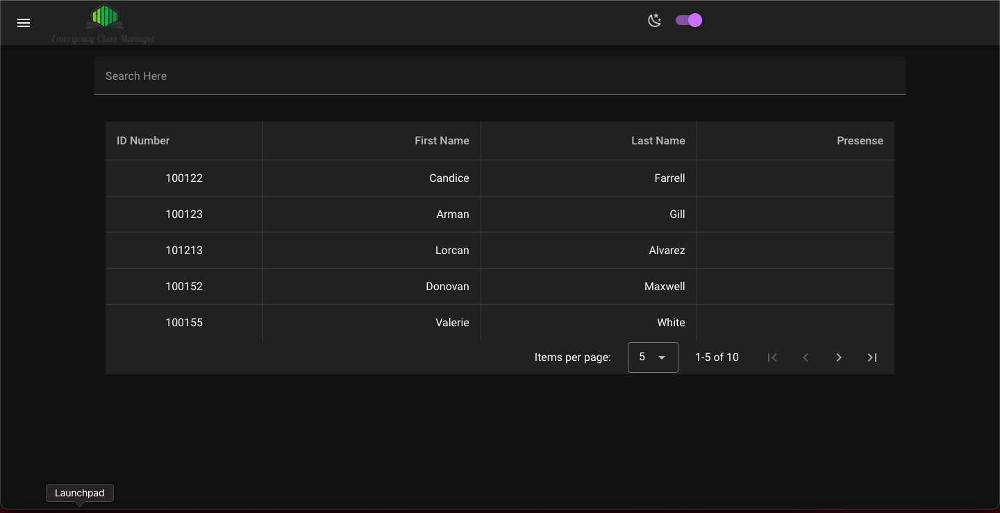 Emergency Class Manager
Search Here
ID Number First Name Last Name Presense
100122 Candice Farrell
100123 Arman Gill
101213 Lorcan Alvarez
100152 Donovan Maxwell
100155 Valerie White
Items per page: 5 1-5 of 10
Launchpad